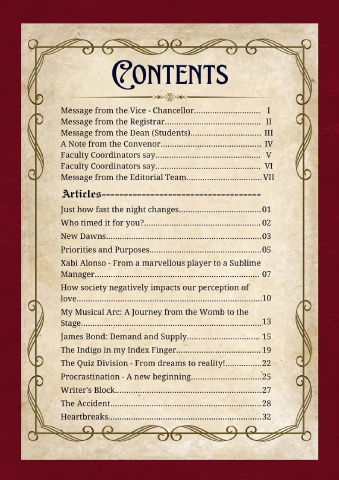 CONTENTS
Message from the Vice - Chancellor........................ I
Message from the Registrar.................................. II
Message from the Dean (Students)........................ III
A Note from the Convenor................................... IV
Faculty Coordinators say..................................... V
Faculty Coordinators say..................................... VI
Message from the Editorial Team........................ VII
Articles-----------------------------------
Just how fast the night changes...............................01
Who timed it for you?............................................02
New Dawns............................................................03
Priorities and Purposes..........................................05
Xabi Alonso - From a marvellous player to a Sublime
Manager................................................................ 07
How society negatively impacts our perception of
love.......................................................................10
My Musical Arc: A Journey from the Womb to the
Stage.....................................................................13
James Bond: Demand and Supply......................... 15
The Indigo in my Index Finger...............................19
The Quiz Division - From dreams to reality!............22
Procrastination - A new beginning.........................25
Writer's Block........................................................27
The Accident..........................................................28
Heartbreaks...........................................................32